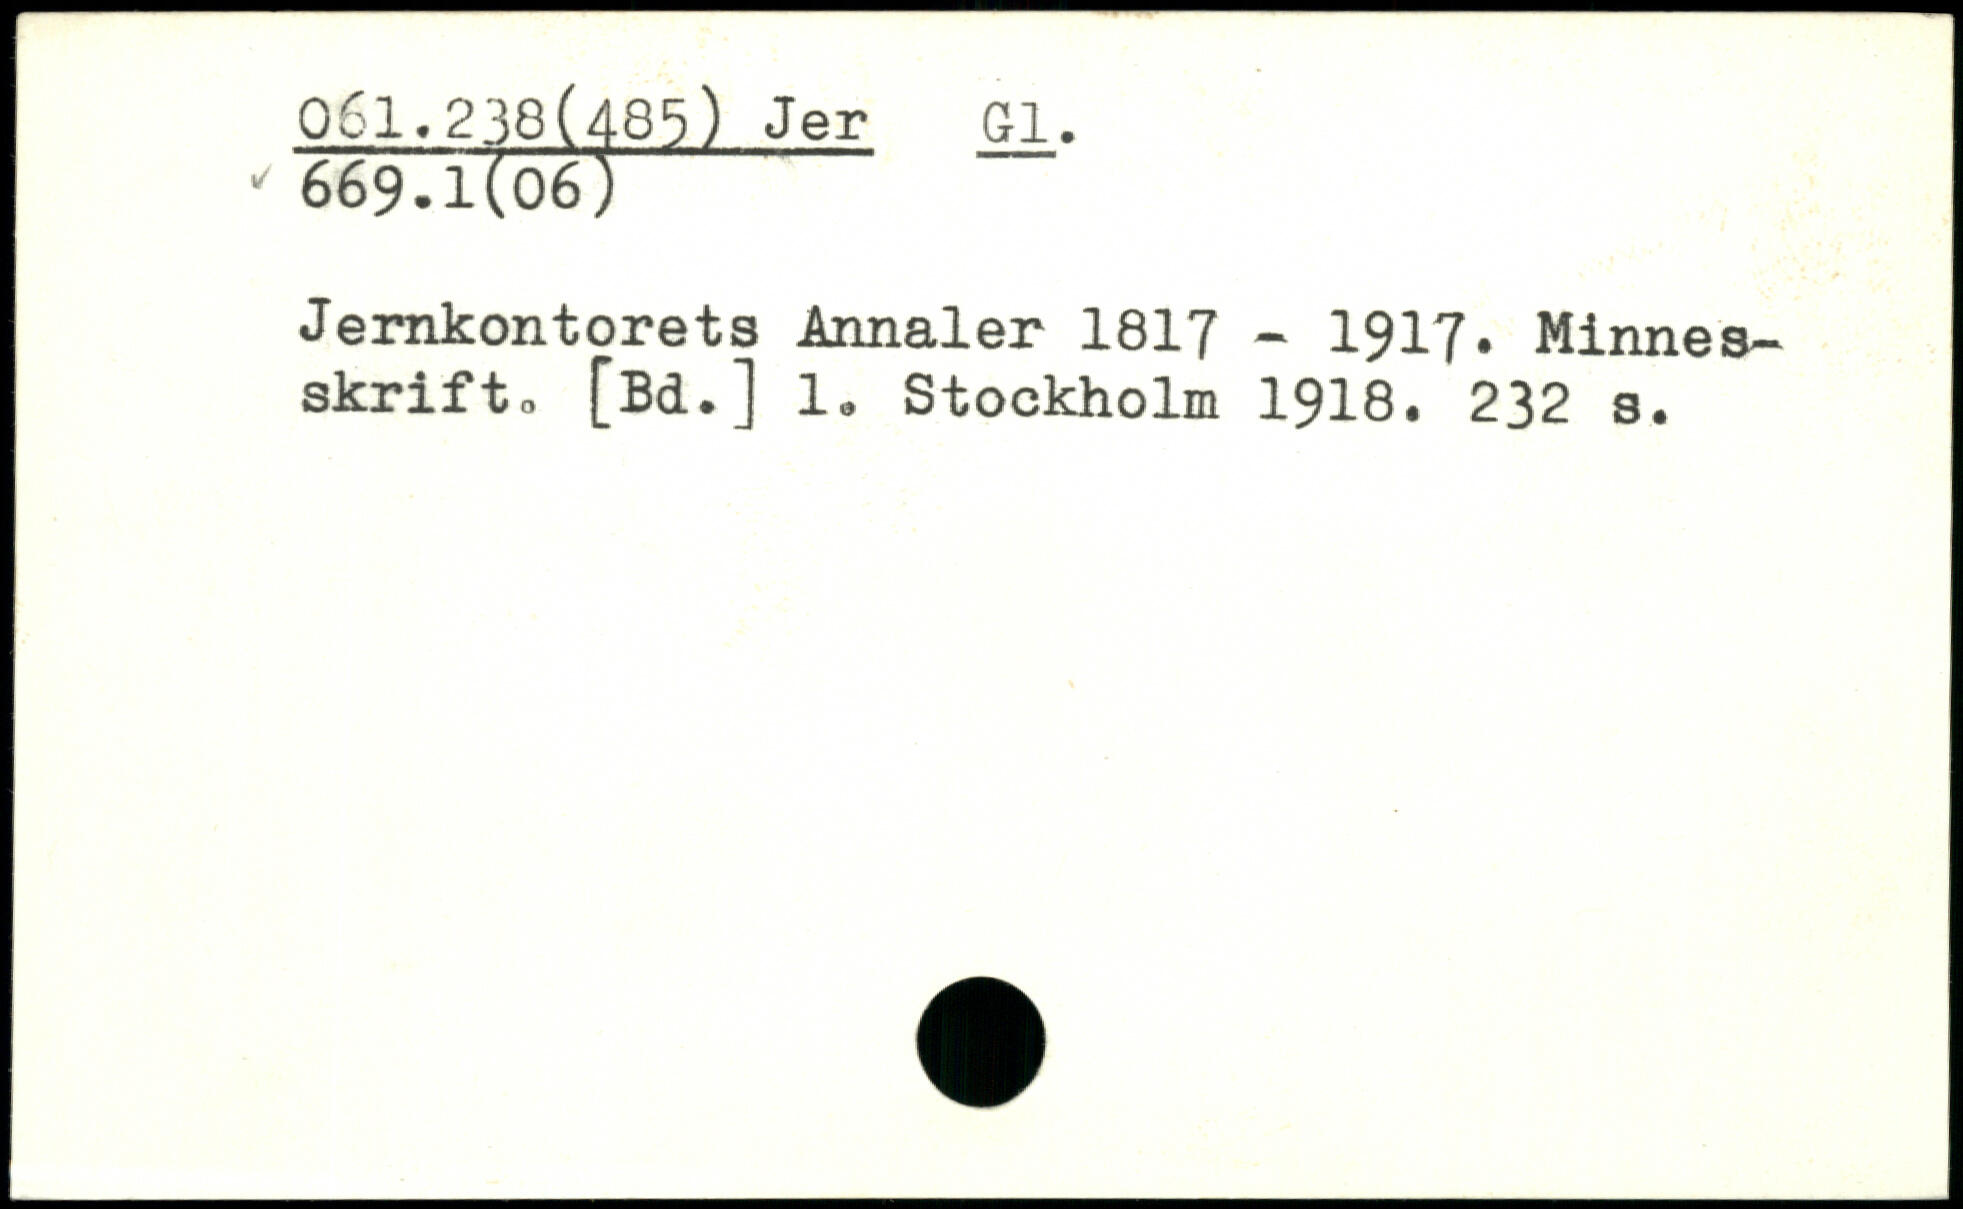 061.238(485) Jer Gl.
✓ 669.1(06)
Jernkontorets Annaler 1817 - 1917. Minnes-
skrift. [Bd.] 1. Stockholm 1918. 232 s.